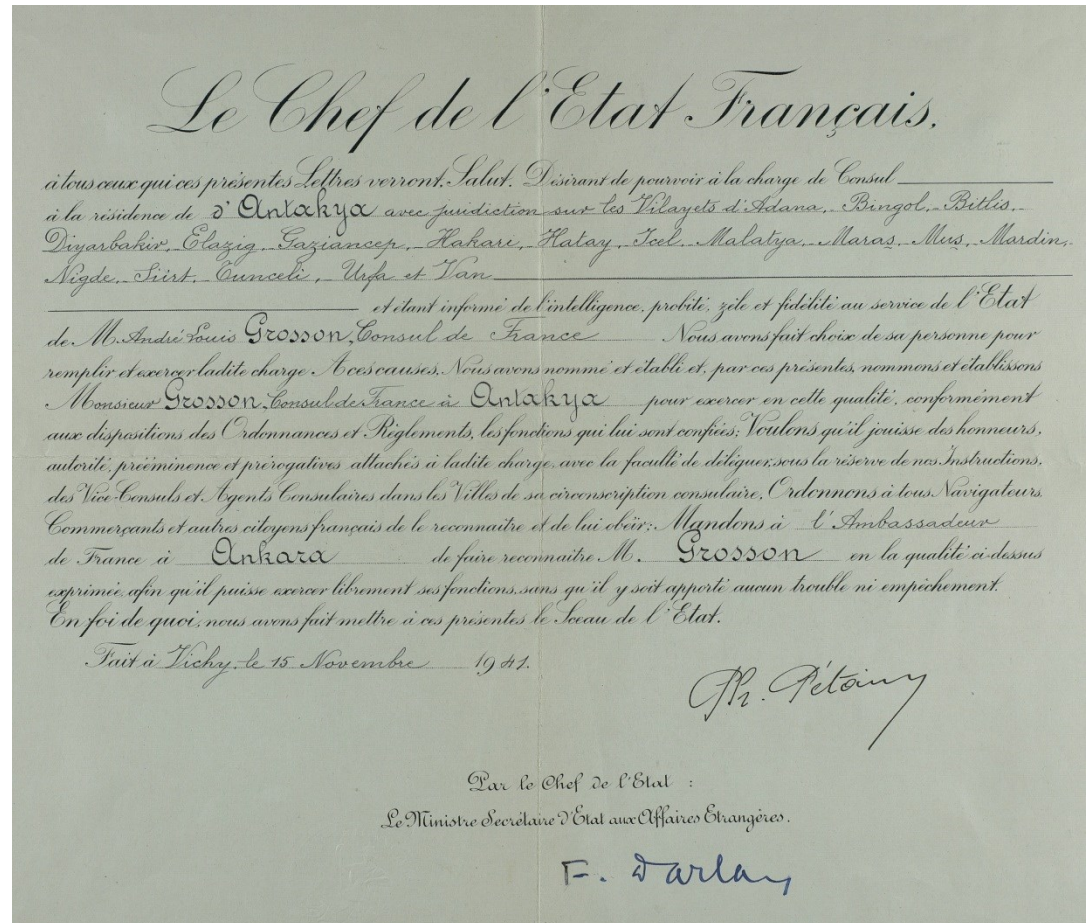 Le Chef de l'Etat Français.
à tous ceux qui ces présentes Lettres verront, Salut. Désirant de pourvoir à la charge de Consul
à la résidence de d'Antakya avec juridiction sur les Vilayets d'Adana, Bingol, Bitlis,
Diyarbakir, Elazig, Gaziancep, Hakari, Hatay, Icel, Malatya, Maras, Mus, Mardin,
Nigde, Siirt, Tunceli, Urfa et Van
et étant informé de l'intelligence, probité, zèle et fidélité au service de l'Etat
de M. André Louis Grosson, Consul de France Nous avons fait choix de sa personne pour
remplir et exercer ladite charge A ces causes, Nous avons nommé et établi et, par ces présentes, nommons et établissons
Monsieur Grosson, Consul de France à Antakya pour exercer en cette qualité, conformément
aux dispositions des Ordonnances et Règlements, les fonctions qui lui sont confiées; Voulons qu'il jouisse des honneurs,
autorité, prééminence et prérogatives attachés à ladite charge, avec la faculté de déléguer, sous la réserve de nos Instructions,
des Vice-Consuls et Agents Consulaires dans les Villes de sa circonscription consulaire. Ordonnons à tous Navigateurs
Commerçants et autres citoyens français de le reconnaitre et de lui obéir; Mandons à l'Ambassadeur
de France à Ankara de faire reconnaitre M. Grosson en la qualité ci-dessus
exprimée, afin qu'il puisse exercer librement ses fonctions, sans qu'il y soit apporté aucun trouble ni empêchement.
En foi de quoi, nous avons fait mettre à ces présentes le Sceau de l'Etat.
Fait à Vichy, le 15 Novembre 1941.
Ph. Pétain
Par le Chef de l'Etat :
Le Ministre Secrétaire d'Etat aux Affaires Etrangères.
F. Darlan